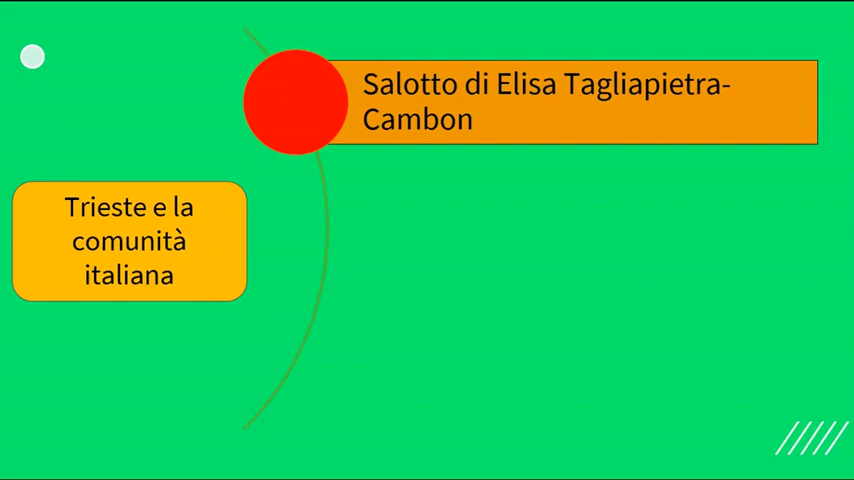 Salotto di Elisa Tagliapietra-
Cambon
Trieste e la
comunità
italiana